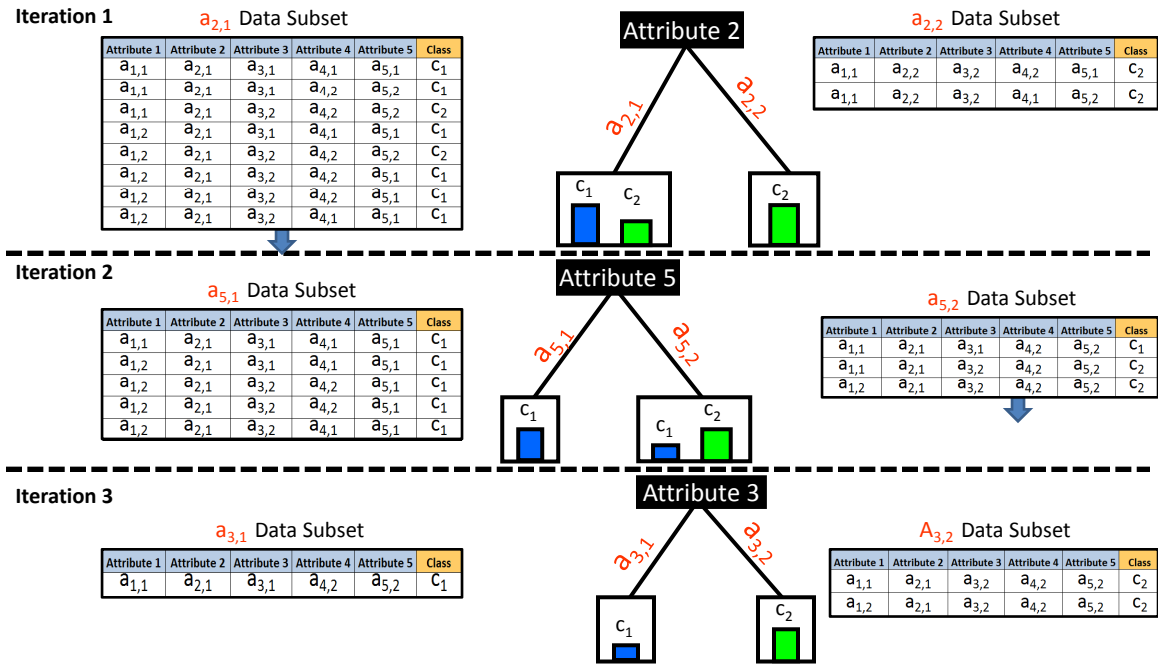 Iteration 1
a2,1 Data Subset
Attribute 1 Attribute 2 Attribute 3 Attribute 4 Attribute 5 Class
a1,1 a2,1 a3,1 a4,1 a5,1 c1
a1,1 a2,1 a3,1 a4,2 a5,2 c1
a1,1 a2,1 a3,2 a4,2 a5,2 c2
a1,2 a2,1 a3,1 a4,2 a5,1 c1
a1,2 a2,1 a3,2 a4,2 a5,2 c2
a1,2 a2,1 a3,2 a4,2 a5,1 c1
a1,2 a2,1 a3,2 a4,2 a5,1 c1
a1,2 a2,1 a3,2 a4,1 a5,1 c1
Attribute 2
a2,1
a2,2
c1
c2
c2
a2,2 Data Subset
Attribute 1 Attribute 2 Attribute 3 Attribute 4 Attribute 5 Class
a1,1 a2,2 a3,2 a4,2 a5,1 c2
a1,1 a2,2 a3,2 a4,1 a5,2 c2
Iteration 2
a5,1 Data Subset
Attribute 1 Attribute 2 Attribute 3 Attribute 4 Attribute 5 Class
a1,1 a2,1 a3,1 a4,1 a5,1 c1
a1,2 a2,1 a3,1 a4,1 a5,1 c1
a1,2 a2,1 a3,2 a4,2 a5,1 c1
a1,2 a2,1 a3,2 a4,2 a5,1 c1
a1,2 a2,1 a3,2 a4,2 a5,1 c1
Attribute 5
a5,1
a5,2
c1
c1
c2
a5,2 Data Subset
Attribute 1 Attribute 2 Attribute 3 Attribute 4 Attribute 5 Class
a1,1 a2,1 a3,1 a4,2 a5,2 c1
a1,1 a2,1 a3,2 a4,2 a5,2 c2
a1,2 a2,1 a3,2 a4,2 a5,2 c2
Iteration 3
a3,1 Data Subset
Attribute 1 Attribute 2 Attribute 3 Attribute 4 Attribute 5 Class
a1,1 a2,1 a3,1 a4,2 a5,2 c1
Attribute 3
a3,1
a3,2
c1
c2
A3,2 Data Subset
Attribute 1 Attribute 2 Attribute 3 Attribute 4 Attribute 5 Class
a1,1 a2,1 a3,2 a4,2 a5,2 c2
a1,2 a2,1 a3,2 a4,2 a5,2 c2